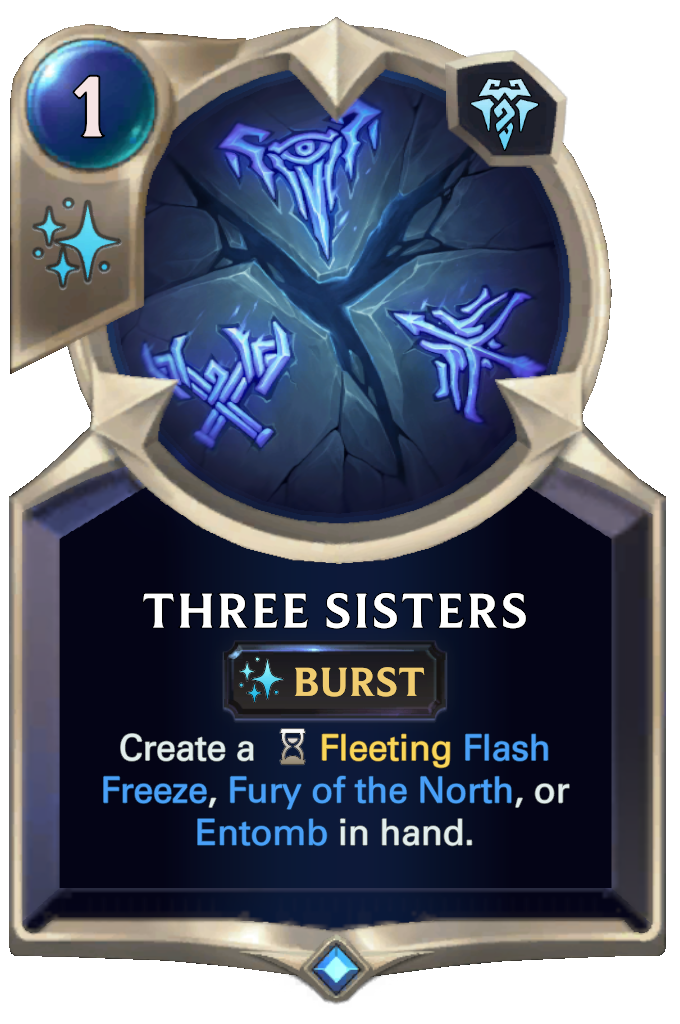 1
THREE SISTERS
BURST
Create a Fleeting Flash
Freeze, Fury of the North, or
Entomb in hand.